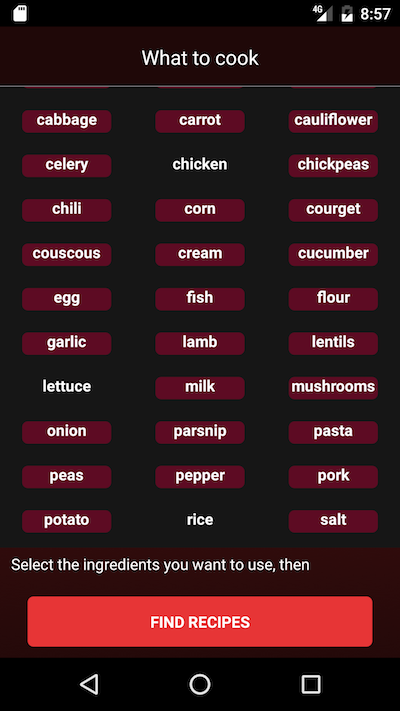 4G 8:57
What to cook
cabbage carrot cauliflower
celery chicken chickpeas
chili corn courget
couscous cream cucumber
egg fish flour
garlic lamb lentils
lettuce milk mushrooms
onion parsnip pasta
peas pepper pork
potato rice salt
Select the ingredients you want to use, then
FIND RECIPES